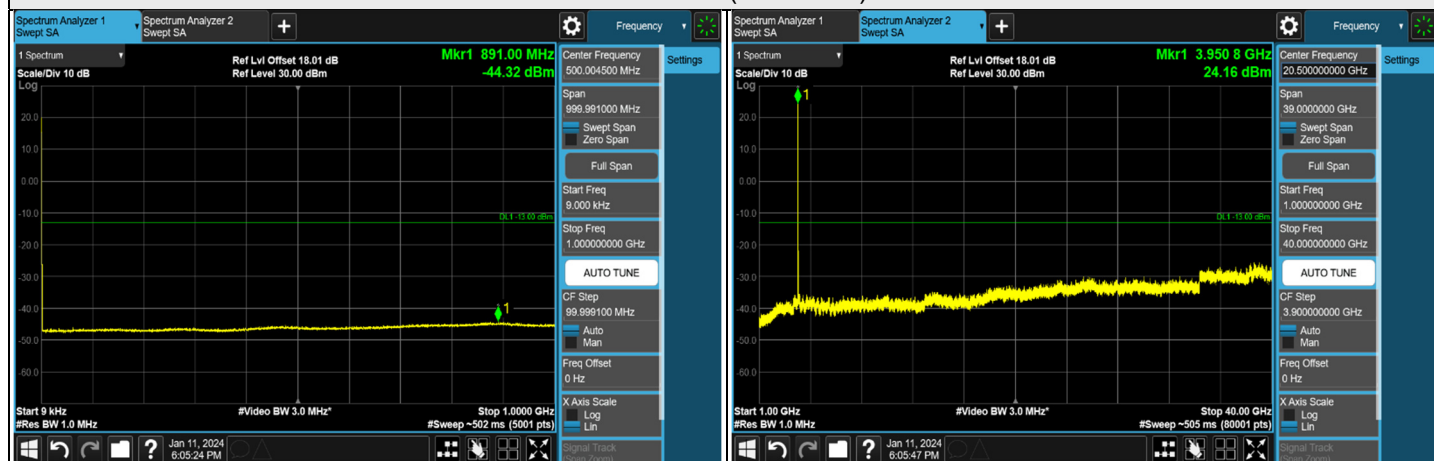 Spectrum Analyzer 1
Swept SA
Spectrum Analyzer 2
Swept SA
+
Frequency
1 Spectrum
Scale/Div 10 dB
Log
Ref Lvl Offset 18.01 dB
Ref Level 30.00 dBm
Mkr1 891.00 MHz
-44.32 dBm
20.0
10.0
0.00
-10.0
-20.0
-30.0
-40.0
-50.0
-60.0
DL1 -13.00 dBm
1
Start 9 kHz
#Res BW 1.0 MHz
#Video BW 3.0 MHz*
Stop 1.0000 GHz
#Sweep ~502 ms (5001 pts)
Center Frequency
500.004500 MHz
Settings
Span
999.991000 MHz
Swept Span
Zero Span
Full Span
Start Freq
9.000 kHz
Stop Freq
1.000000000 GHz
AUTO TUNE
CF Step
99.999100 MHz
Auto
Man
Freq Offset
0 Hz
X Axis Scale
Log
Lin
Signal Track
(Span Zoom)
?
Jan 11, 2024
6:05:24 PM
Spectrum Analyzer 1
Swept SA
Spectrum Analyzer 2
Swept SA
+
Frequency
1 Spectrum
Scale/Div 10 dB
Log
Ref Lvl Offset 18.01 dB
Ref Level 30.00 dBm
Mkr1 3.950 8 GHz
24.16 dBm
1
20.0
10.0
0.00
-10.0
-20.0
-30.0
-40.0
-50.0
-60.0
DL1 -13.00 dBm
Start 1.00 GHz
#Res BW 1.0 MHz
#Video BW 3.0 MHz*
Stop 40.00 GHz
#Sweep ~505 ms (80001 pts)
Center Frequency
20.500000000 GHz
Settings
Span
39.0000000 GHz
Swept Span
Zero Span
Full Span
Start Freq
1.000000000 GHz
Stop Freq
40.000000000 GHz
AUTO TUNE
CF Step
3.900000000 GHz
Auto
Man
Freq Offset
0 Hz
X Axis Scale
Log
Lin
Signal Track
(Span Zoom)
?
Jan 11, 2024
6:05:47 PM